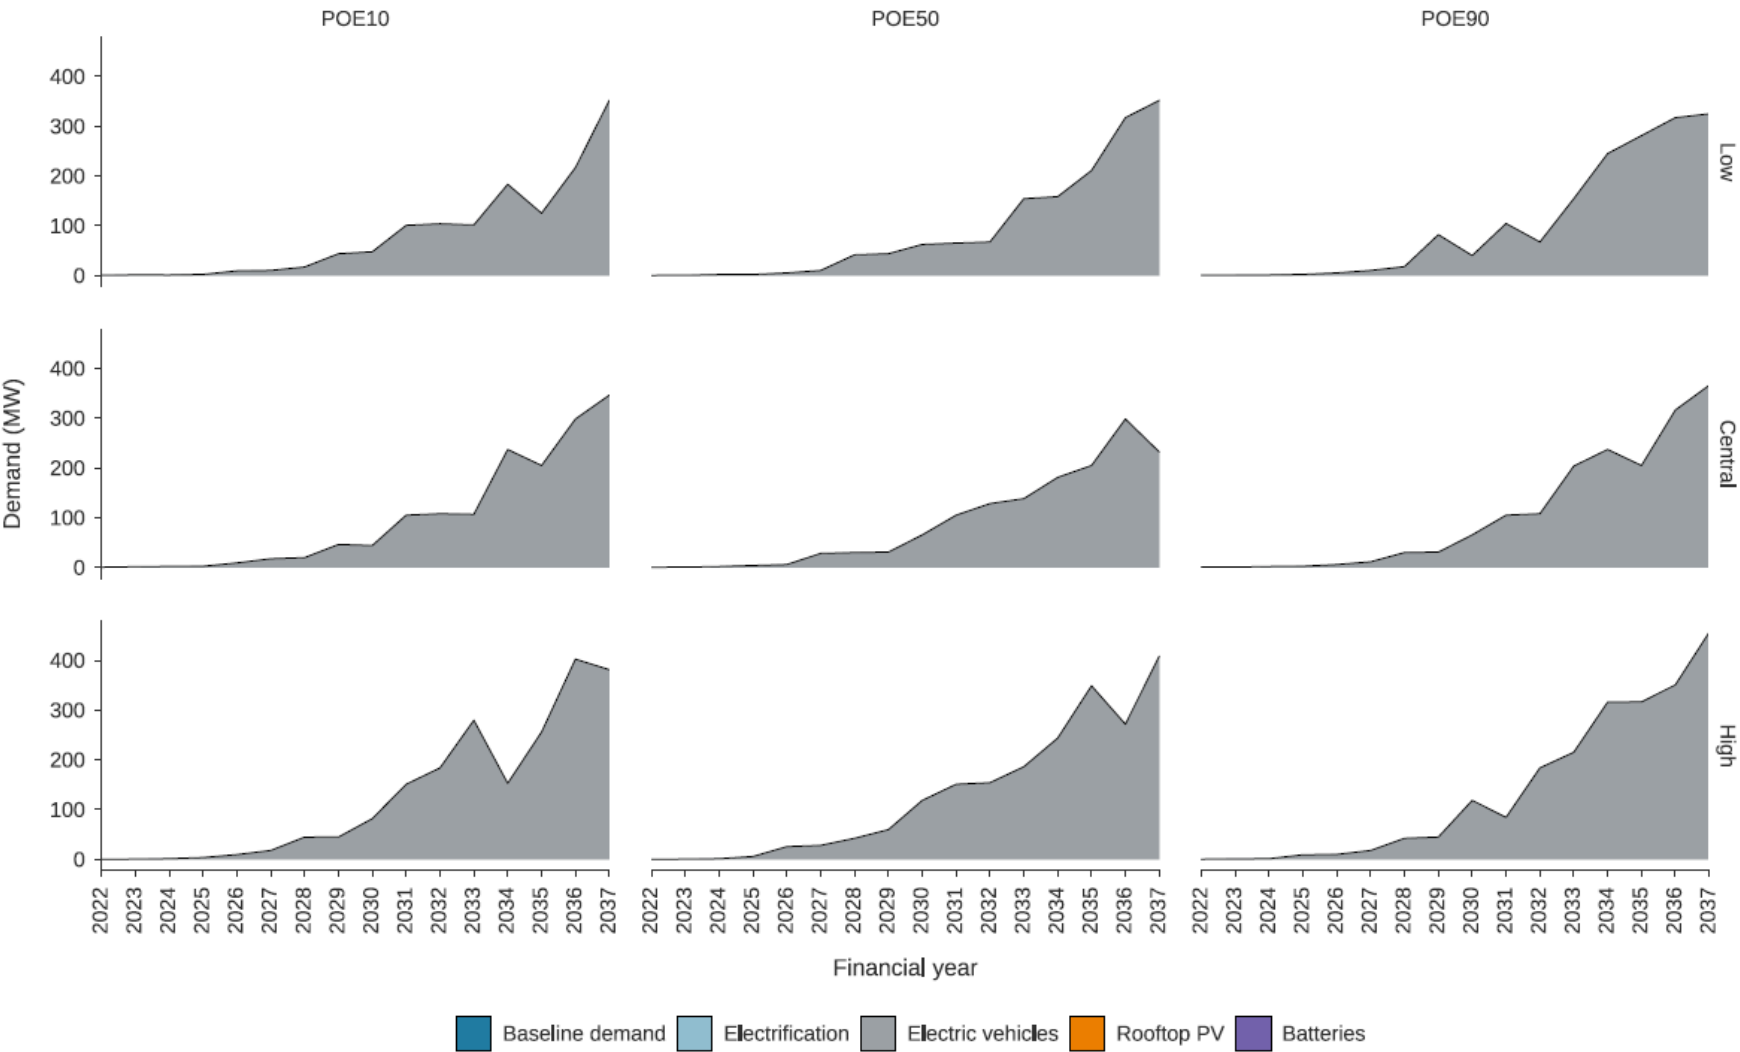 POE10 POE50 POE90
400
300
200
100
0
Low
400
300
200
100
0
Central
Demand (MW)
400
300
200
100
0
High
2022 2023 2024 2025 2026 2027 2028 2029 2030 2031 2032 2033 2034 2035 2036 2037 2022 2023 2024 2025 2026 2027 2028 2029 2030 2031 2032 2033 2034 2035 2036 2037 2022 2023 2024 2025 2026 2027 2028 2029 2030 2031 2032 2033 2034 2035 2036 2037
Financial year
Baseline demand Electrification Electric vehicles Rooftop PV Batteries